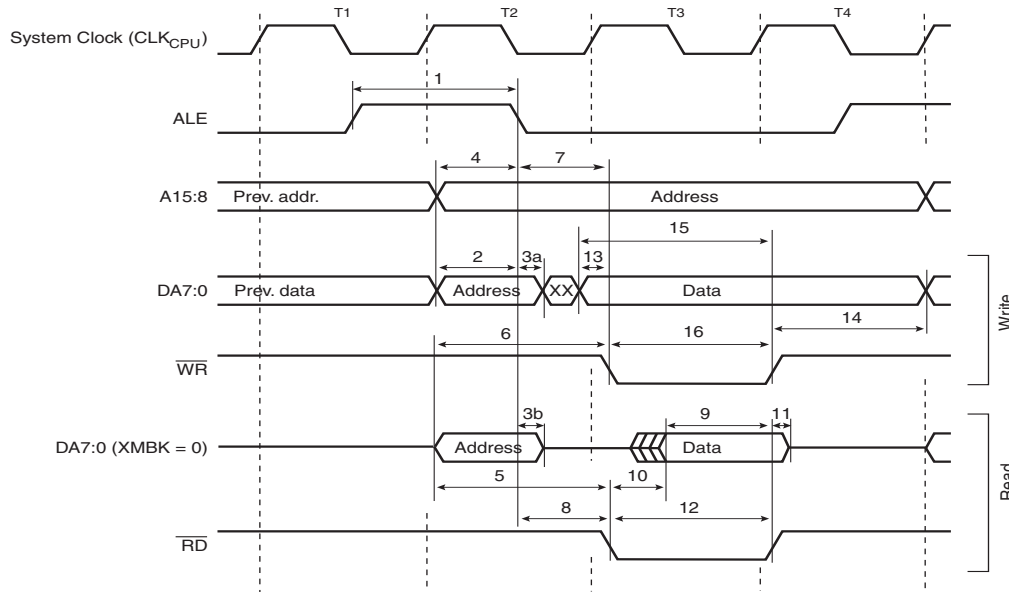 T1 T2 T3 T4
System Clock (CLKCPU)
1
ALE
4 7
A15:8 Prev. addr. Address
15
2 3a 13
DA7:0 Prev. data Address XX Data
14
6 16
WR
Write
3b 9 11
DA7:0 (XMBK = 0) Address Data
5 10
8 12
RD
Read